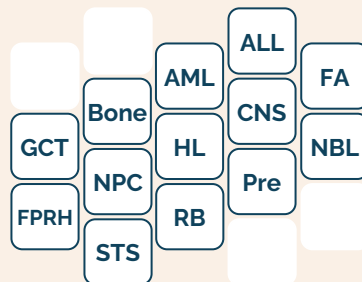 ALL
AML
FA
Bone
CNS
GCT
HL
NBL
NPC
Pre
FPRH
RB
STS